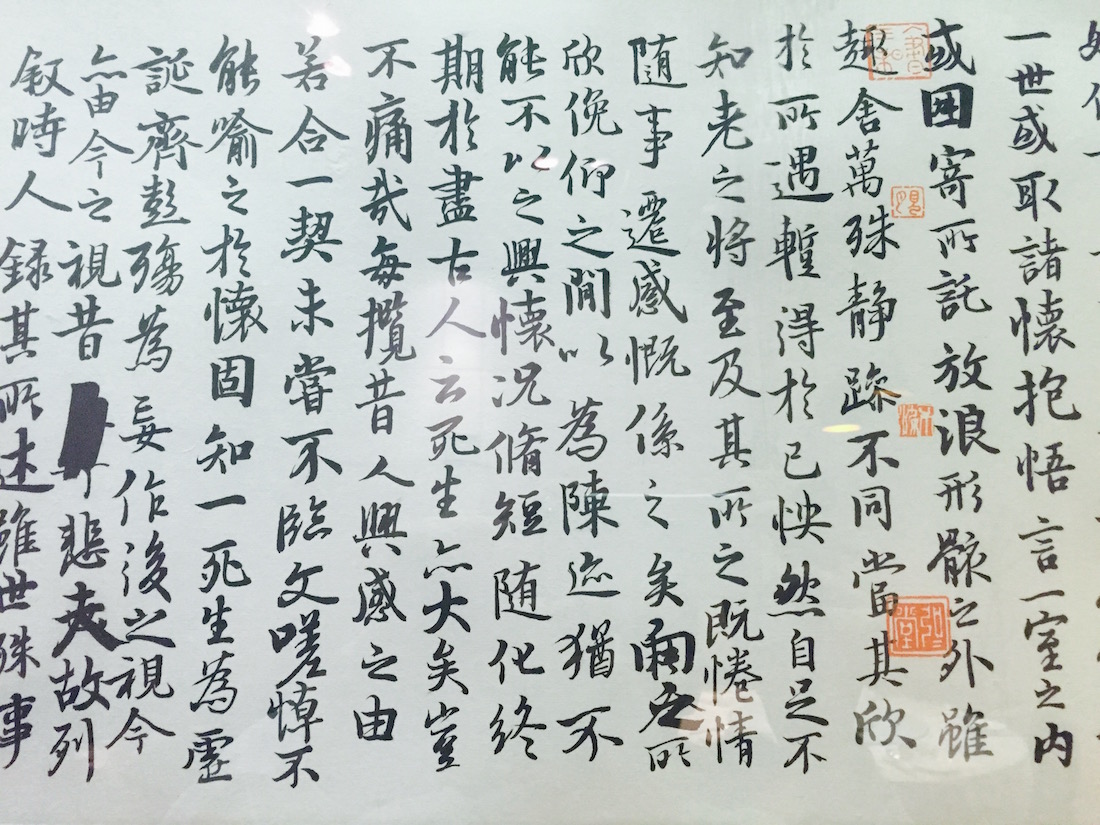 一世或取諸懷抱悟言一室之内
或因寄所託放浪形骸之外雖
趣舍萬殊静躁不同當其欣
於所遇暫得於己怏然自足不
知老之將至及其所之既惓情
随事遷感慨係之矣向之所
欣俛仰之間以為陳迹猶不
能不以之興懷况脩短随化終
期於盡古人云死生亦大矣豈
不痛哉每攬昔人興感之由
若合一契未嘗不臨文嗟悼不
能喻之於懷固知一死生為虚
誕齊彭殤為妄作後之視今
亦由今之視昔悲夫故列
叙時人録其所述雖世殊事